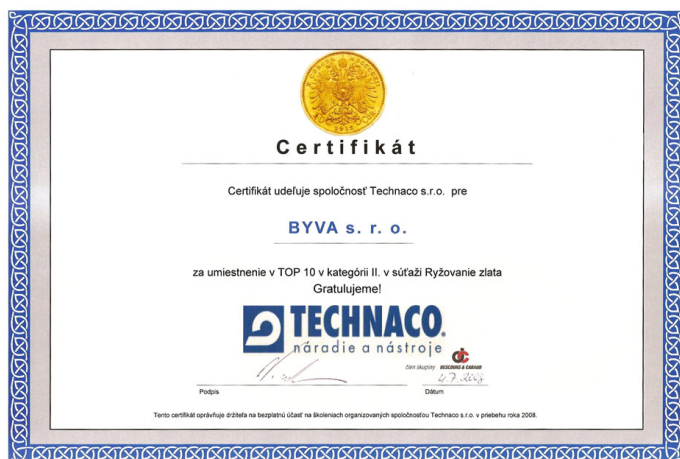 Certifikát
Certifikát udeľuje spoločnosť Technaco s.r.o. pre
BYVA s. r. o.
za umiestnenie v TOP 10 v kategórii II. v súťaži Ryžovanie zlata
Gratulujeme!
TECHNACO.
náradie a nástroje
člen skupiny DESCOURS & CABAUD
Podpis
Dátum
Tento certifikát oprávňuje držiteľa na bezplatnú účasť na školeniach organizovaných spoločnosťou Technaco s.r.o. v priebehu roka 2008.